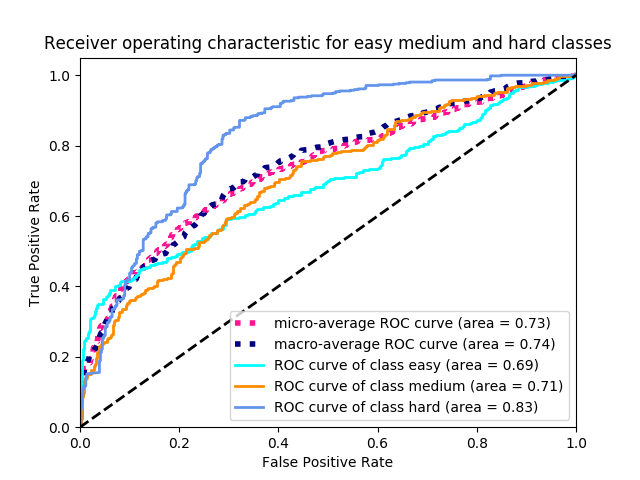 Receiver operating characteristic for easy medium and hard classes
True Positive Rate
1.0
0.8
0.6
0.4
0.2
0.0
micro-average ROC curve (area = 0.73)
macro-average ROC curve (area = 0.74)
ROC curve of class easy (area = 0.69)
ROC curve of class medium (area = 0.71)
ROC curve of class hard (area = 0.83)
0.0 0.2 0.4 0.6 0.8 1.0
False Positive Rate